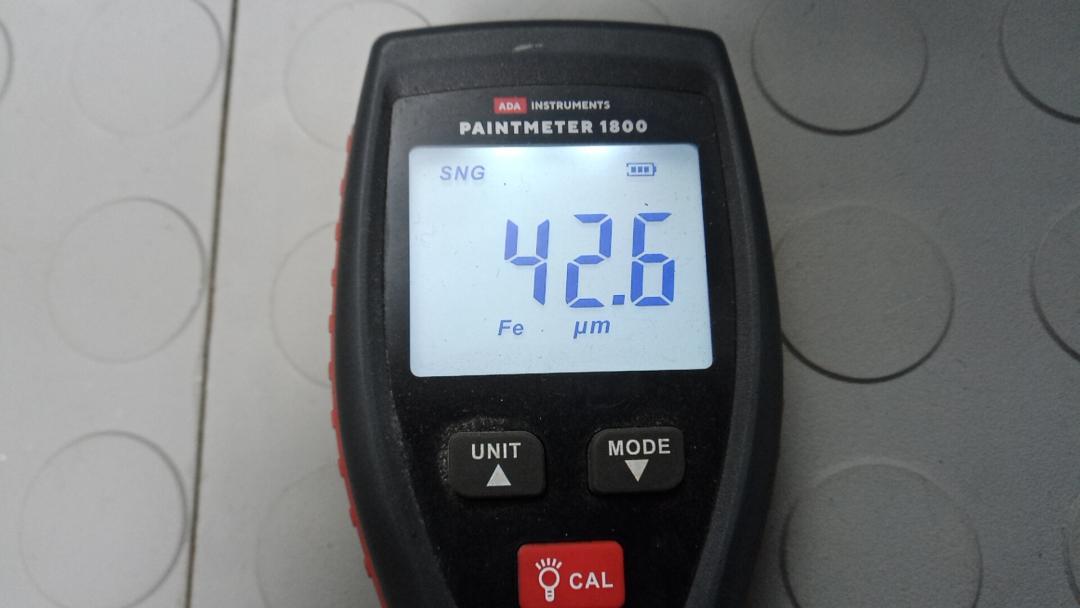 ADA INSTRUMENTS
PAINTMETER 1800
SNG
42.6
Fe µm
UNIT MODE
CAL